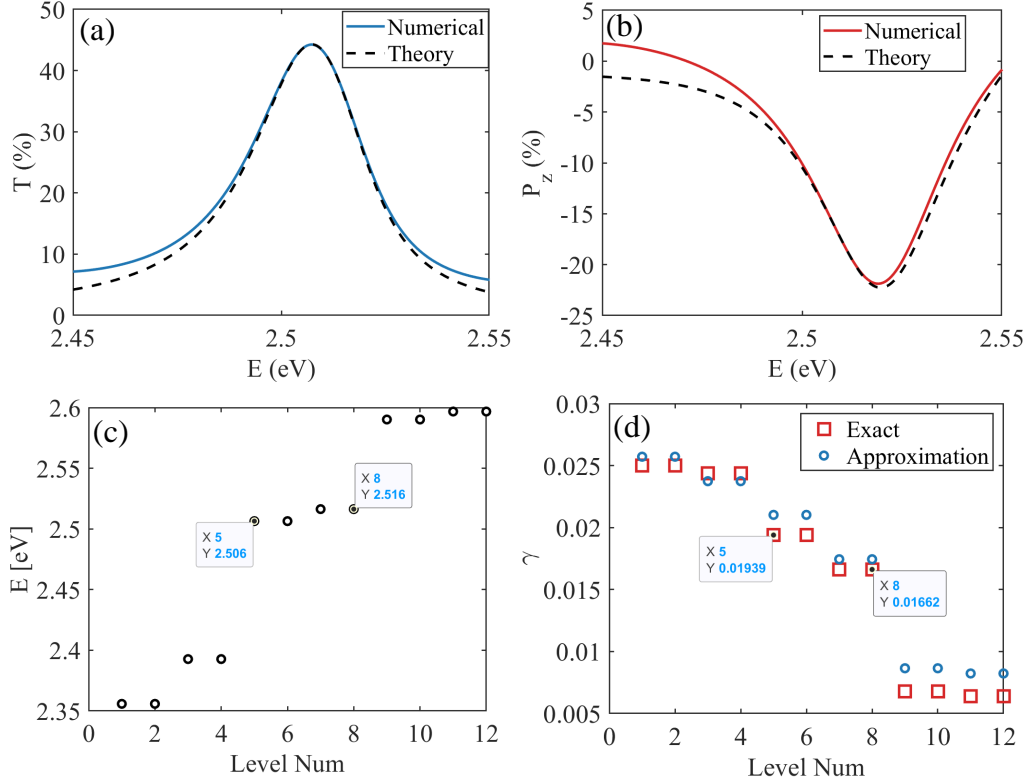 (a)
Numerical
Theory
50
40
30
20
10
0
T (%)
2.45
2.5
2.55
E (eV)
(b)
Numerical
Theory
5
0
-5
-10
-15
-20
-25
P_z (%)
2.45
2.5
2.55
E (eV)
(c)
2.6
2.55
2.5
2.45
2.4
2.35
E [eV]
X 8
Y 2.516
X 5
Y 2.506
0
2
4
6
8
10
12
Level Num
(d)
Exact
Approximation
0.03
0.025
0.02
0.015
0.01
0.005
γ
X 5
Y 0.01939
X 8
Y 0.01662
0
2
4
6
8
10
12
Level Num